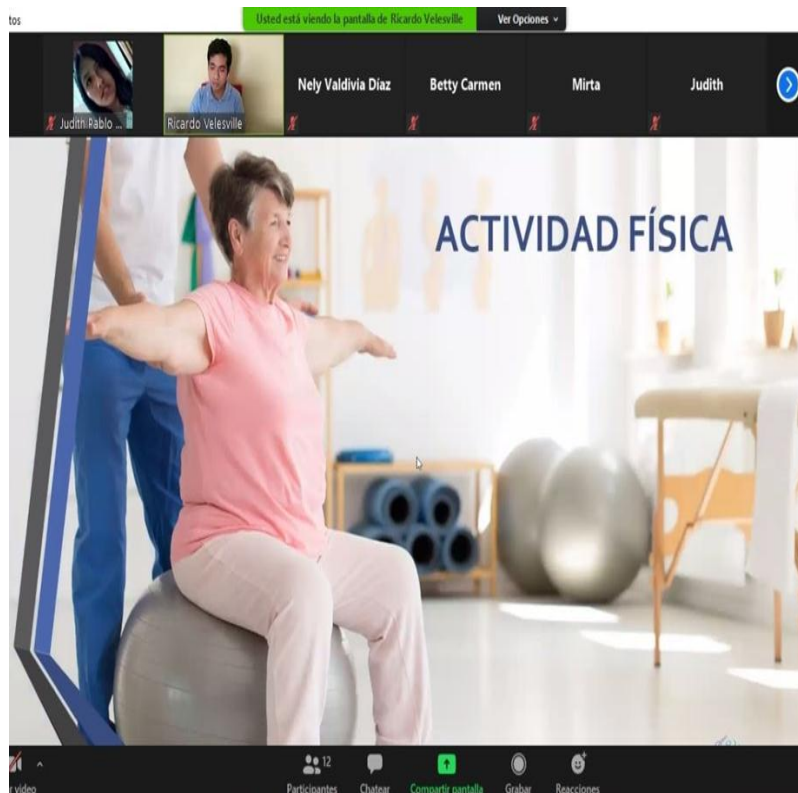 tos
Usted está viendo la pantalla de Ricardo Velesville Ver Opciones
Judith Pablo ...
Ricardo Velesville
Nely Valdivia Díaz
Betty Carmen
Mirta
Judith
ACTIVIDAD FÍSICA
12
r video
Participantes
Chatear
Compartir pantalla
Grabar
Reacciones